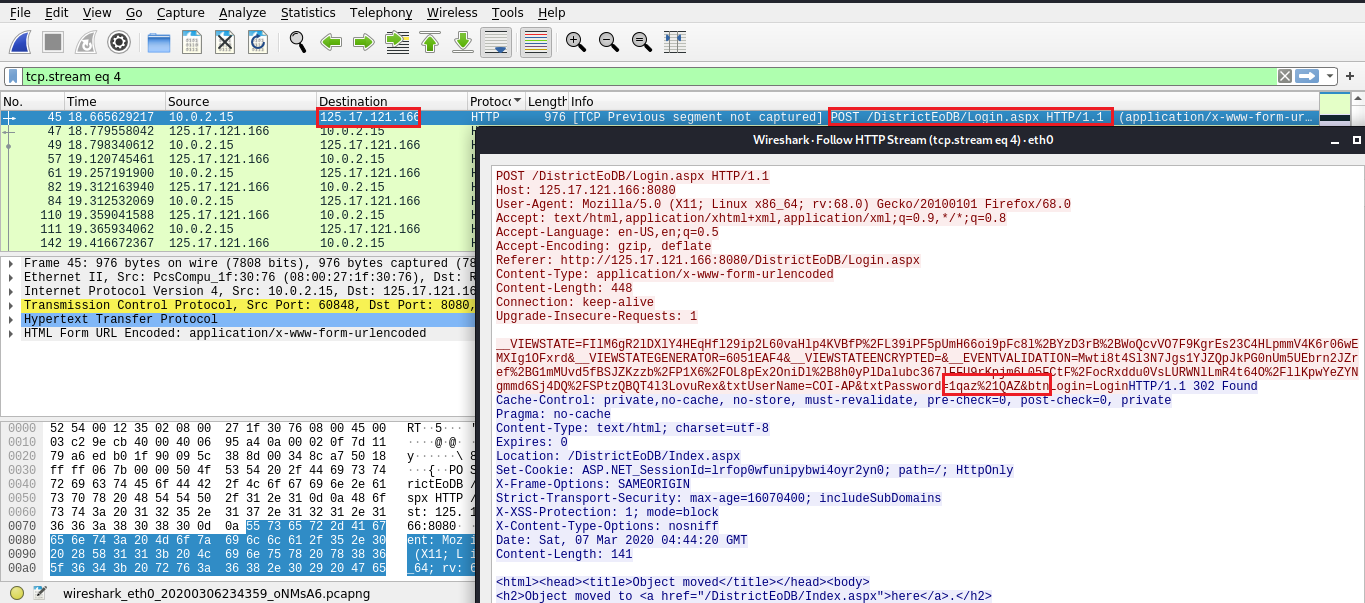 File Edit View Go Capture Analyze Statistics Telephony Wireless Tools Help
tcp.stream eq 4
No. Time Source Destination Protoc Length Info
45 18.665629217 10.0.2.15 125.17.121.166 HTTP 976 [TCP Previous segment not captured] POST /DistrictEoDB/Login.aspx HTTP/1.1 (application/x-www-form-ur…
47 18.779558042 125.17.121.166 10.0.2.15
49 18.798340612 10.0.2.15 125.17.121.166
57 19.120745461 125.17.121.166 10.0.2.15
61 19.257191900 10.0.2.15 125.17.121.166
82 19.312163940 125.17.121.166 10.0.2.15
84 19.312532069 10.0.2.15 125.17.121.166
110 19.359041588 125.17.121.166 10.0.2.15
111 19.365934062 10.0.2.15 125.17.121.166
142 19.416672367 125.17.121.166 10.0.2.15
Frame 45: 976 bytes on wire (7808 bits), 976 bytes captured (78
Ethernet II, Src: PcsCompu_1f:30:76 (08:00:27:1f:30:76), Dst: R
Internet Protocol Version 4, Src: 10.0.2.15, Dst: 125.17.121.16
Transmission Control Protocol, Src Port: 60848, Dst Port: 8080,
Hypertext Transfer Protocol
HTML Form URL Encoded: application/x-www-form-urlencoded
0000 52 54 00 12 35 02 08 00 27 1f 30 76 08 00 45 00 RT··5··· '
0010 03 c2 9e cb 40 00 40 06 95 a4 0a 00 02 0f 7d 11 ····@·@·
0020 79 a6 ed b0 1f 90 09 5c 38 8d 00 34 8c a7 50 18 y······\ 8
0030 ff ff 06 7b 00 00 50 4f 53 54 20 2f 44 69 73 74 ···{··PO S
0040 72 69 63 74 45 6f 44 42 2f 4c 6f 67 69 6e 2e 61 rictEoDB /
0050 73 70 78 20 48 54 54 50 2f 31 2e 31 0d 0a 48 6f spx HTTP /
0060 73 74 3a 20 31 32 35 2e 31 37 2e 31 32 31 2e 31 st: 125. 1
0070 36 36 3a 38 30 38 30 0d 0a 55 73 65 72 2d 41 67 66:8080·
0080 65 6e 74 3a 20 4d 6f 7a 69 6c 6c 61 2f 35 2e 30 ent: Moz i
0090 20 28 58 31 31 3b 20 4c 69 6e 75 78 20 78 38 36 (X11; L i
00a0 5f 36 34 3b 20 72 76 3a 36 38 2e 30 29 20 47 65 _64; rv: 6
wireshark_eth0_20200306234359_oNMsA6.pcapng
Wireshark · Follow HTTP Stream (tcp.stream eq 4) · eth0
POST /DistrictEoDB/Login.aspx HTTP/1.1
Host: 125.17.121.166:8080
User-Agent: Mozilla/5.0 (X11; Linux x86_64; rv:68.0) Gecko/20100101 Firefox/68.0
Accept: text/html,application/xhtml+xml,application/xml;q=0.9,*/*;q=0.8
Accept-Language: en-US,en;q=0.5
Accept-Encoding: gzip, deflate
Referer: http://125.17.121.166:8080/DistrictEoDB/Login.aspx
Content-Type: application/x-www-form-urlencoded
Content-Length: 448
Connection: keep-alive
Upgrade-Insecure-Requests: 1
__VIEWSTATE=FIlM6gR2lDXlY4HEqHfl29ip2L60vaHlp4KVBfP%2FL39iPF5pUmH66oi9pFc8l%2BYzD3rB%2BWoQcvVO7F9KgrEs23C4HLpmmV4K6r06wE
MXIg1OFxrd&__VIEWSTATEGENERATOR=6051EAF4&__VIEWSTATEENCRYPTED=&__EVENTVALIDATION=Mwti8t4Sl3N7Jgs1YJZQpJkPG0nUm5UEbrn2JZr
ef%2BG1mMUvd5fBSJZKzzb%2FP1X6%2FOL8pEx2OniDl%2B8h0yPlDalubc367lFFU9rKpjm6L05FCtF%2FocRxddu0VsLURWNlLmR4t64O%2FllKpwYeZYN
gmmd6Sj4DQ%2FSPtzQBQT4l3LovuRex&txtUserName=COI-AP&txtPassword=1qaz%21QAZ&btnLogin=LoginHTTP/1.1 302 Found
Cache-Control: private,no-cache, no-store, must-revalidate, pre-check=0, post-check=0, private
Pragma: no-cache
Content-Type: text/html; charset=utf-8
Expires: 0
Location: /DistrictEoDB/Index.aspx
Set-Cookie: ASP.NET_SessionId=lrfop0wfunipybwi4oyr2yn0; path=/; HttpOnly
X-Frame-Options: SAMEORIGIN
Strict-Transport-Security: max-age=16070400; includeSubDomains
X-XSS-Protection: 1; mode=block
X-Content-Type-Options: nosniff
Date: Sat, 07 Mar 2020 04:44:20 GMT
Content-Length: 141
<html><head><title>Object moved</title></head><body>
<h2>Object moved to <a href="/DistrictEoDB/Index.aspx">here</a>.</h2>